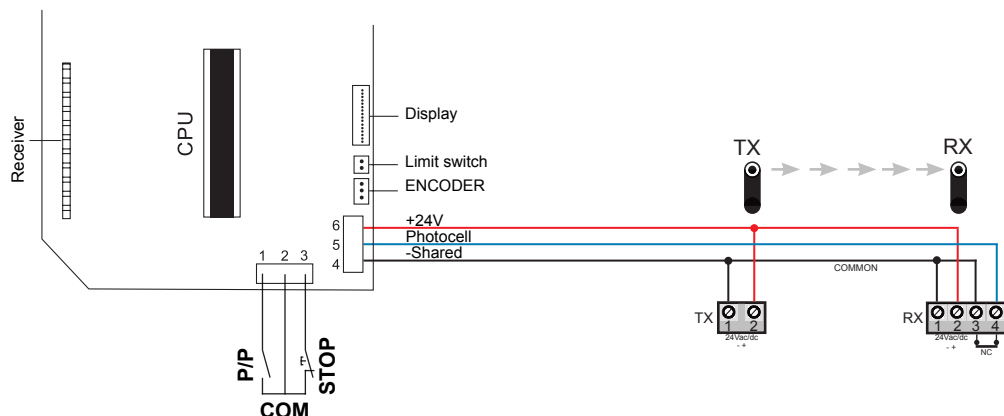 Receiver
CPU
Display
Limit switch
ENCODER
TX
RX
6
+24V
5
Photocell
4
-Shared
COMMON
1 2 3
P/P
STOP
COM
TX
1 2
24Vac/dc
- +
RX
1 2 3 4
24Vac/dc
- +
NC